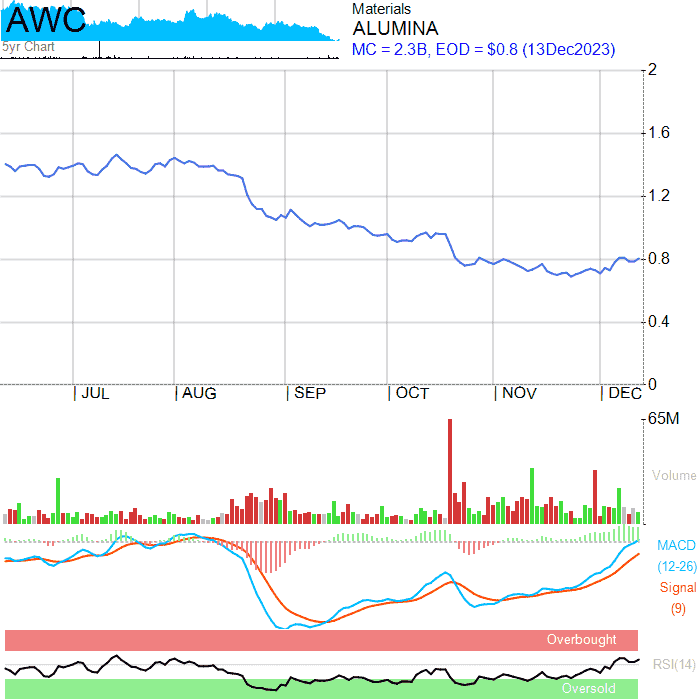 AWC
5yr Chart
Materials
ALUMINA
MC = 2.3B, EOD = $0.8 (13Dec2023)
2
1.6
1.2
0.8
0.4
0
JUL AUG SEP OCT NOV DEC
65M
Volume
MACD
(12-26)
Signal
(9)
Overbought
RSI(14)
Oversold